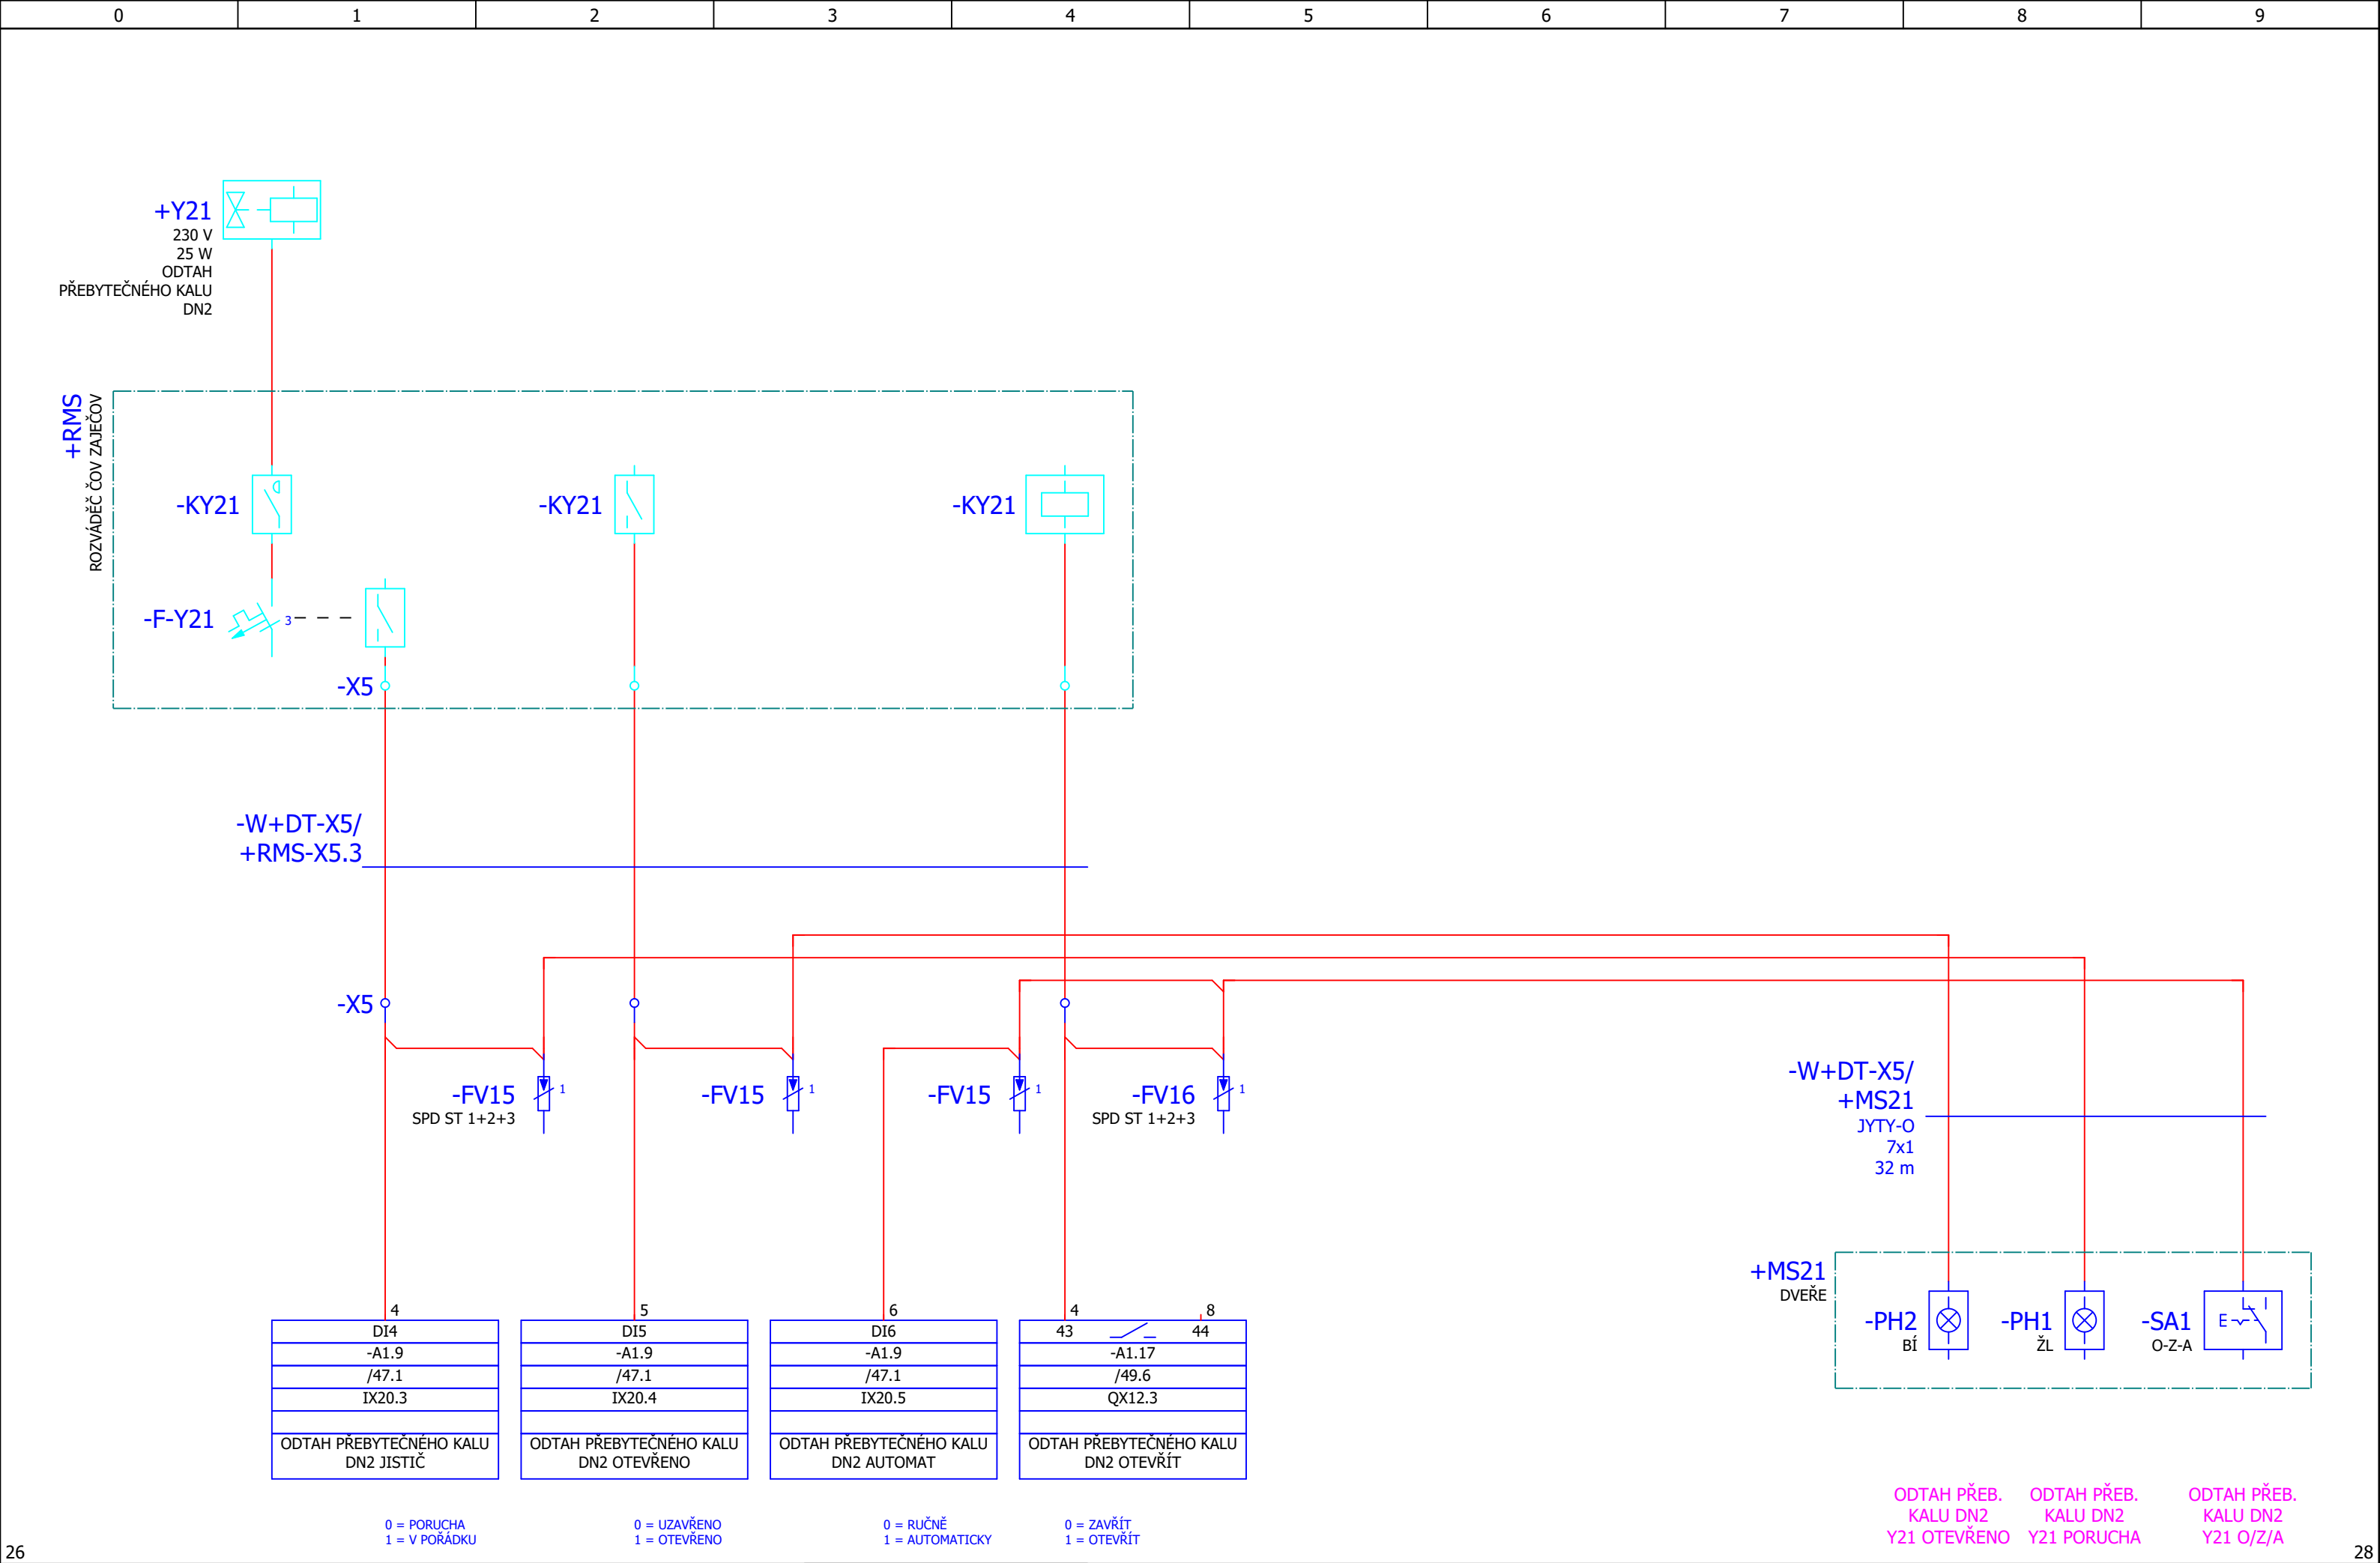 0 1 2 3 4 5 6 7 8 9
+Y21
230 V
25 W
ODTAH
PŘEBYTEČNÉHO KALU
DN2
+RMS
ROZVÁDĚČ ČOV ZAJEČOV
-KY21
-KY21
-KY21
-F-Y21
3
-X5
-W+DT-X5/
+RMS-X5.3
-X5
-FV15
SPD ST 1+2+3
1
-FV15
1
-FV15
1
-FV16
SPD ST 1+2+3
1
-W+DT-X5/
+MS21
JYTY-O
7x1
32 m
+MS21
DVEŘE
-PH2
BÍ
-PH1
ŽL
-SA1
O-Z-A
E
4
DI4
-A1.9
/47.1
IX20.3
ODTAH PŘEBYTEČNÉHO KALU
DN2 JISTIČ
5
DI5
-A1.9
/47.1
IX20.4
ODTAH PŘEBYTEČNÉHO KALU
DN2 OTEVŘENO
6
DI6
-A1.9
/47.1
IX20.5
ODTAH PŘEBYTEČNÉHO KALU
DN2 AUTOMAT
4 8
43 44
-A1.17
/49.6
QX12.3
ODTAH PŘEBYTEČNÉHO KALU
DN2 OTEVŘÍT
0 = PORUCHA
1 = V POŘÁDKU
0 = UZAVŘENO
1 = OTEVŘENO
0 = RUČNĚ
1 = AUTOMATICKY
0 = ZAVŘÍT
1 = OTEVŘÍT
ODTAH PŘEB.
KALU DN2
Y21 OTEVŘENO
ODTAH PŘEB.
KALU DN2
Y21 PORUCHA
ODTAH PŘEB.
KALU DN2
Y21 O/Z/A
26
28